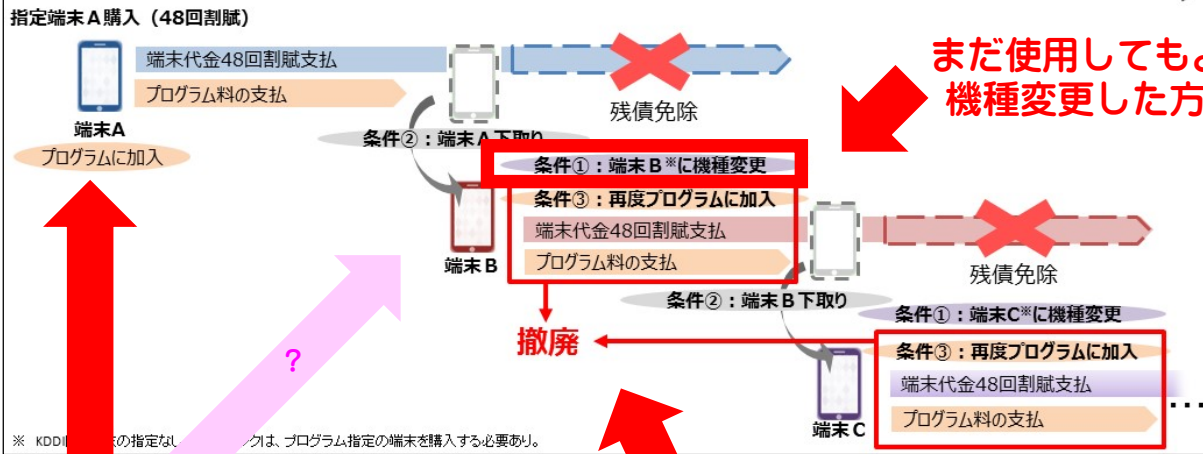 指定端末A購入（48回割賦）
端末代金48回割賦支払
プログラム料の支払
残債免除
端末A
プログラムに加入
条件②：端末A下取り
まだ使用しても
機種変更した方
条件①：端末B※に機種変更
条件③：再度プログラムに加入
端末代金48回割賦支払
プログラム料の支払
端末B
残債免除
条件②：端末B下取り
条件①：端末C※に機種変更
撤廃
条件③：再度プログラムに加入
端末代金48回割賦支払
プログラム料の支払
端末C
…
？
※ KDDI の指定なし は、プログラム指定の端末を購入する必要あり。